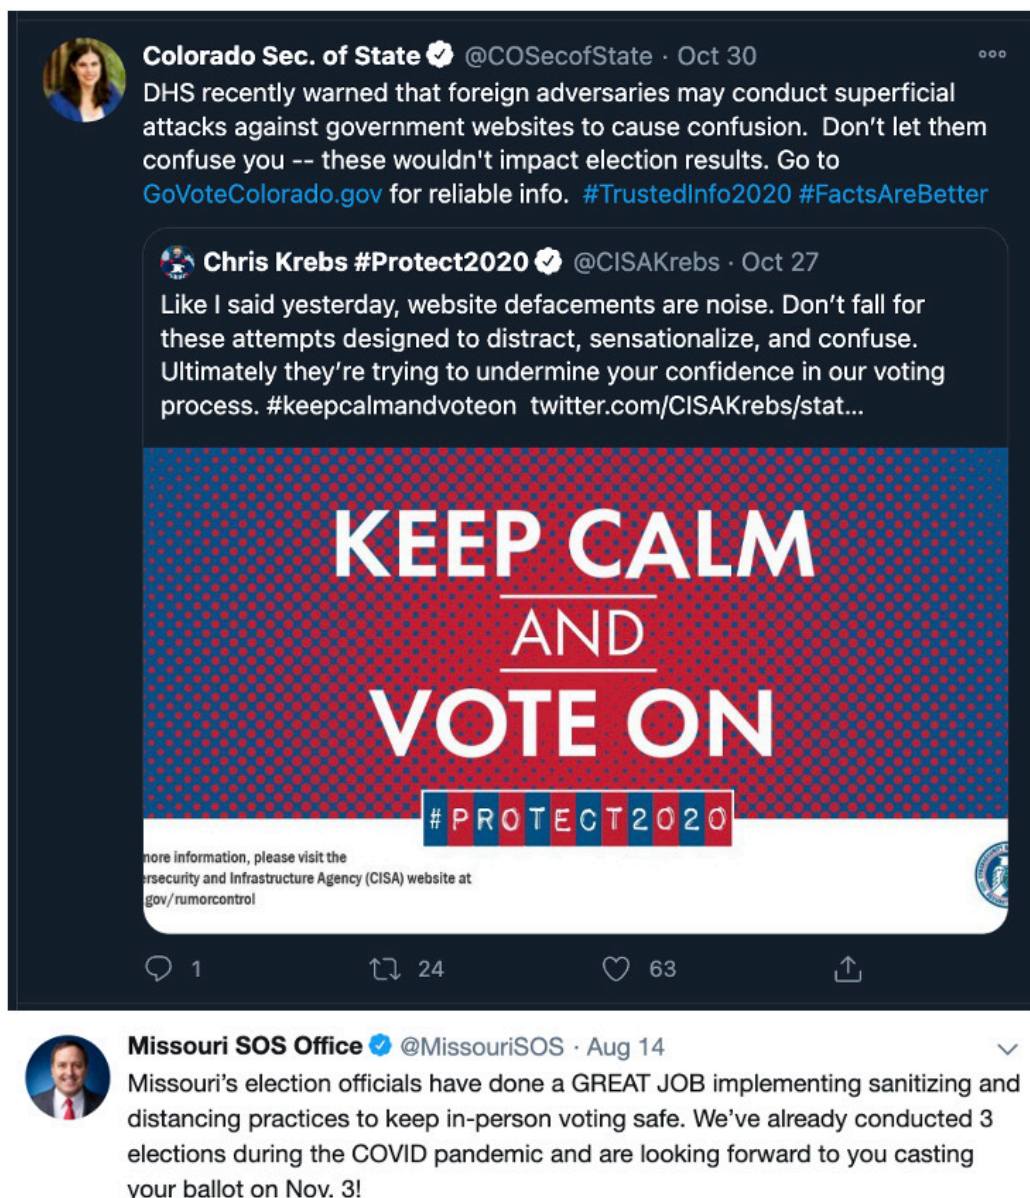 Colorado Sec. of State @COSecofState · Oct 30
DHS recently warned that foreign adversaries may conduct superficial
attacks against government websites to cause confusion.  Don’t let them
confuse you -- these wouldn't impact election results. Go to
GoVoteColorado.gov for reliable info.  #TrustedInfo2020 #FactsAreBetter
Chris Krebs #Protect2020 @CISAKrebs · Oct 27
Like I said yesterday, website defacements are noise. Don’t fall for
these attempts designed to distract, sensationalize, and confuse.
Ultimately they’re trying to undermine your confidence in our voting
process. #keepcalmandvoteon  twitter.com/CISAKrebs/stat...
KEEP CALM
AND
VOTE ON
#PROTECT2020
more information, please visit the
ersecurity and Infrastructure Agency (CISA) website at
.gov/rumorcontrol
1 24 63
Missouri SOS Office @MissouriSOS · Aug 14
Missouri’s election officials have done a GREAT JOB implementing sanitizing and
distancing practices to keep in-person voting safe. We’ve already conducted 3
elections during the COVID pandemic and are looking forward to you casting
your ballot on Nov. 3!